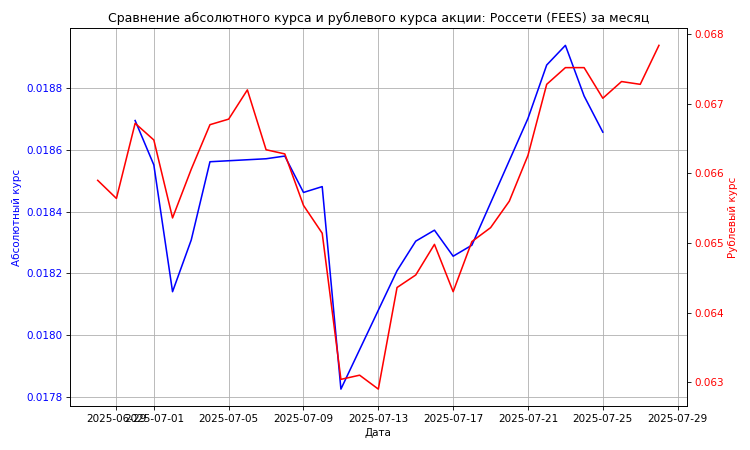 Сравнение абсолютного курса и рублевого курса акции: Россети (FEES) за месяц
Абсолютный курс
0.0188
0.0186
0.0184
0.0182
0.0180
0.0178
0.068
0.067
0.066
0.065
0.064
0.063
Рублевый курс
2025-06-29 2025-07-01 2025-07-05 2025-07-09 2025-07-13 2025-07-17 2025-07-21 2025-07-25 2025-07-29
Дата